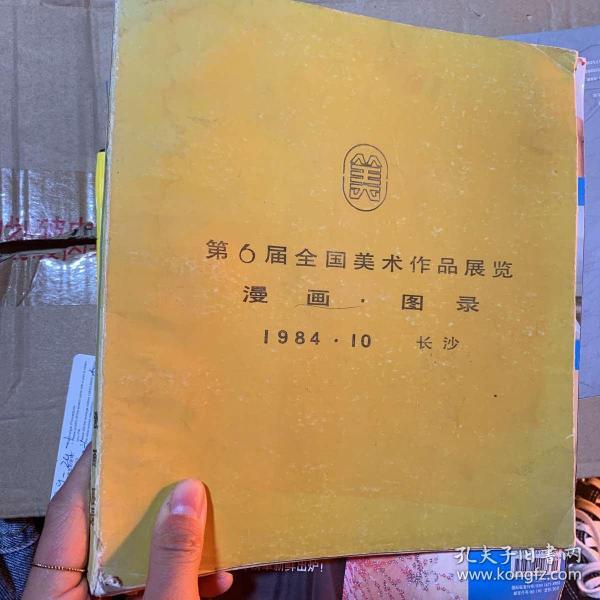 美
第6届全国美术作品展览
漫画·图录
1984·10 长沙
孔夫子旧书网
www.kongfz.com